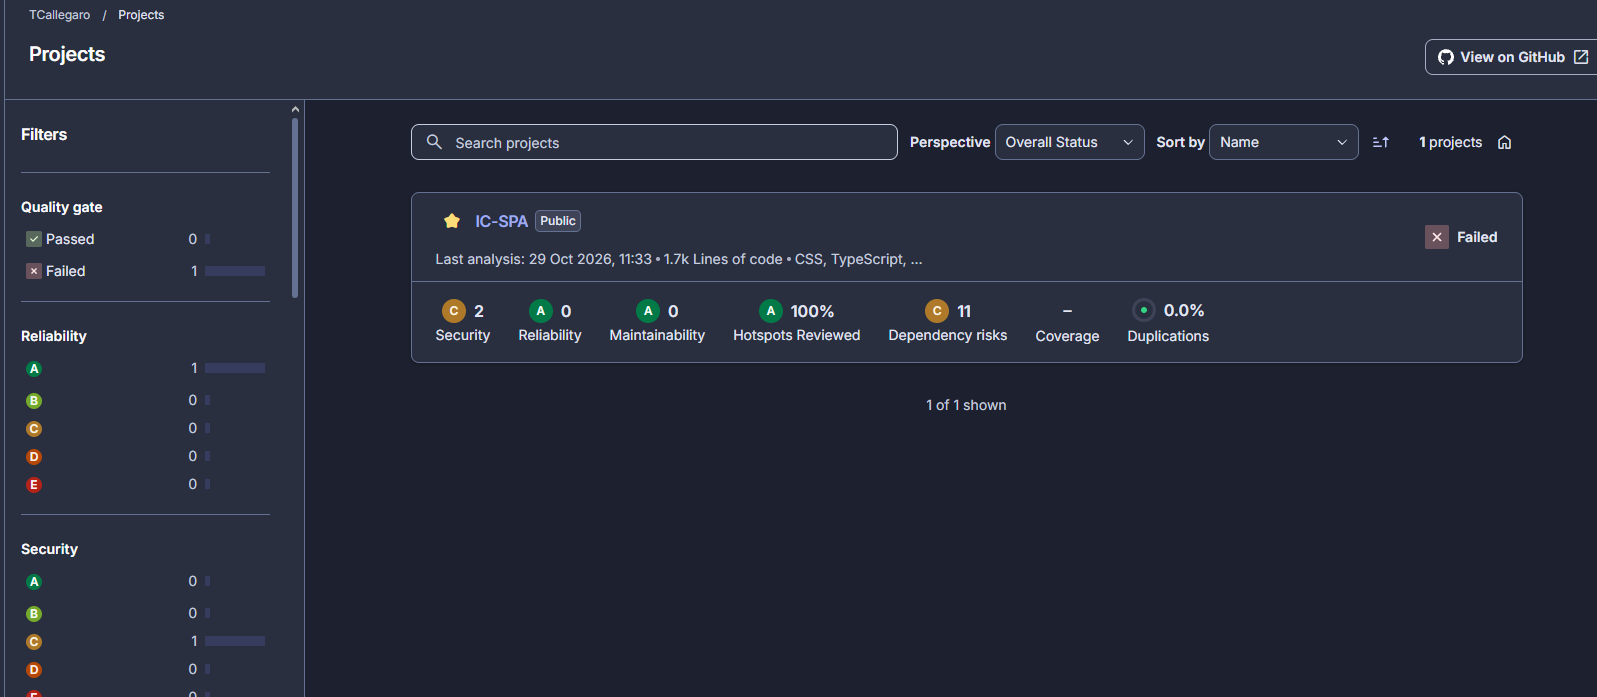 TCallegaro / Projects
Projects
View on GitHub
Filters
Quality gate
Passed 0
Failed 1
Reliability
A 1
B 0
C 0
D 0
E 0
Security
A 0
B 0
C 1
D 0
E 0
Search projects
Perspective Overall Status Sort by Name 1 projects
IC-SPA Public
Failed
Last analysis: 29 Oct 2026, 11:33 • 1.7k Lines of code • CSS, TypeScript, ...
C 2 A 0 A 0 A 100% C 11 – 0.0%
Security Reliability Maintainability Hotspots Reviewed Dependency risks Coverage Duplications
1 of 1 shown